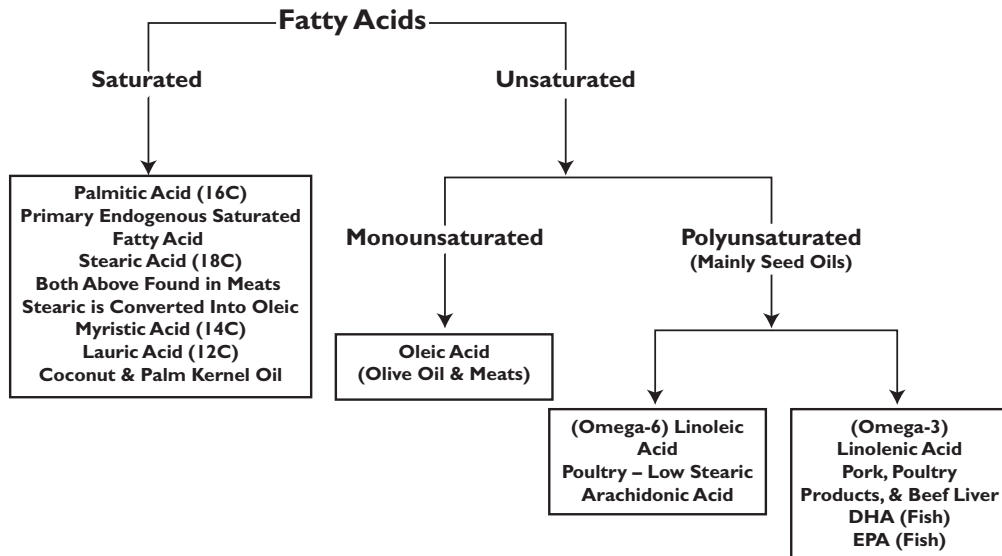 Fatty Acids
Saturated
Unsaturated
Palmitic Acid (16C)
Primary Endogenous Saturated
Fatty Acid
Stearic Acid (18C)
Both Above Found in Meats
Stearic is Converted Into Oleic
Myristic Acid (14C)
Lauric Acid (12C)
Coconut & Palm Kernel Oil
Monounsaturated
Polyunsaturated
(Mainly Seed Oils)
Oleic Acid
(Olive Oil & Meats)
(Omega-6) Linoleic
Acid
Poultry – Low Stearic
Arachidonic Acid
(Omega-3)
Linolenic Acid
Pork, Poultry
Products, & Beef Liver
DHA (Fish)
EPA (Fish)